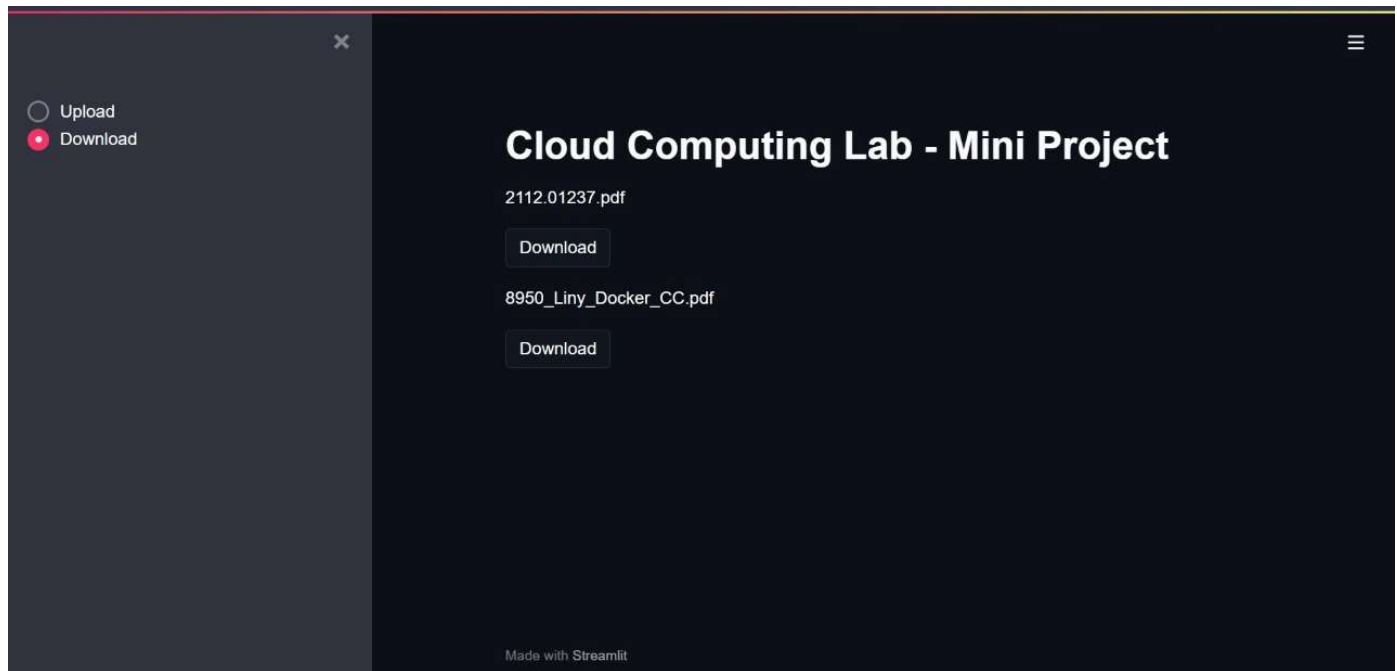 Upload
Download
Cloud Computing Lab - Mini Project
2112.01237.pdf
Download
8950_Liny_Docker_CC.pdf
Download
Made with Streamlit